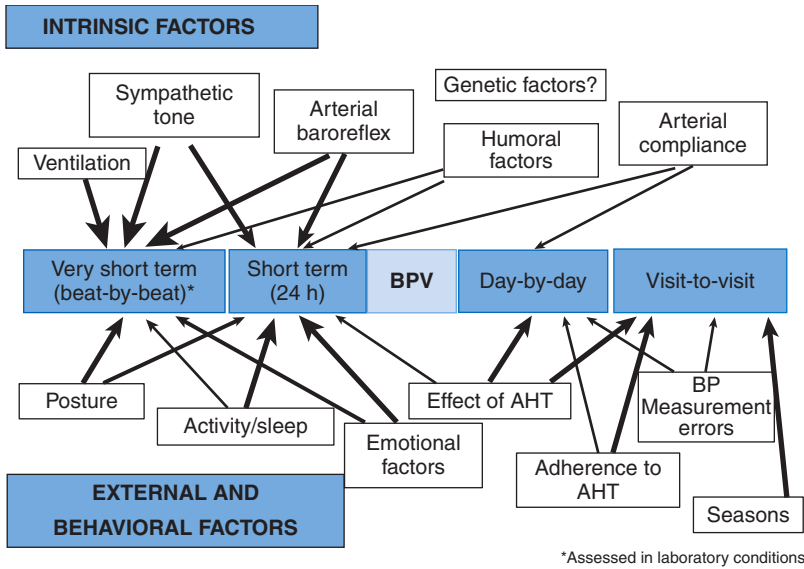 INTRINSIC FACTORS
Genetic factors?
Sympathetic
tone
Arterial
baroreflex
Humoral
factors
Arterial
compliance
Ventilation
Very short term
(beat-by-beat)*
Short term
(24 h)
BPV
Day-by-day
Visit-to-visit
Posture
Activity/sleep
Emotional
factors
Effect of AHT
Adherence to
AHT
BP
Measurement
errors
Seasons
EXTERNAL AND
BEHAVIORAL FACTORS
*Assessed in laboratory conditions